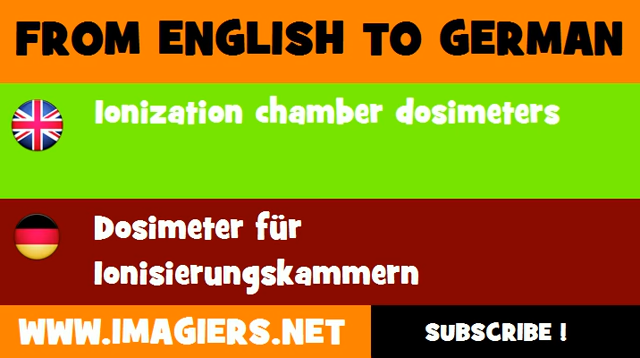 FROM ENGLISH TO GERMAN
Ionization chamber dosimeters
Dosimeter für
Ionisierungskammern
WWW.IMAGIERS.NET
SUBSCRIBE !